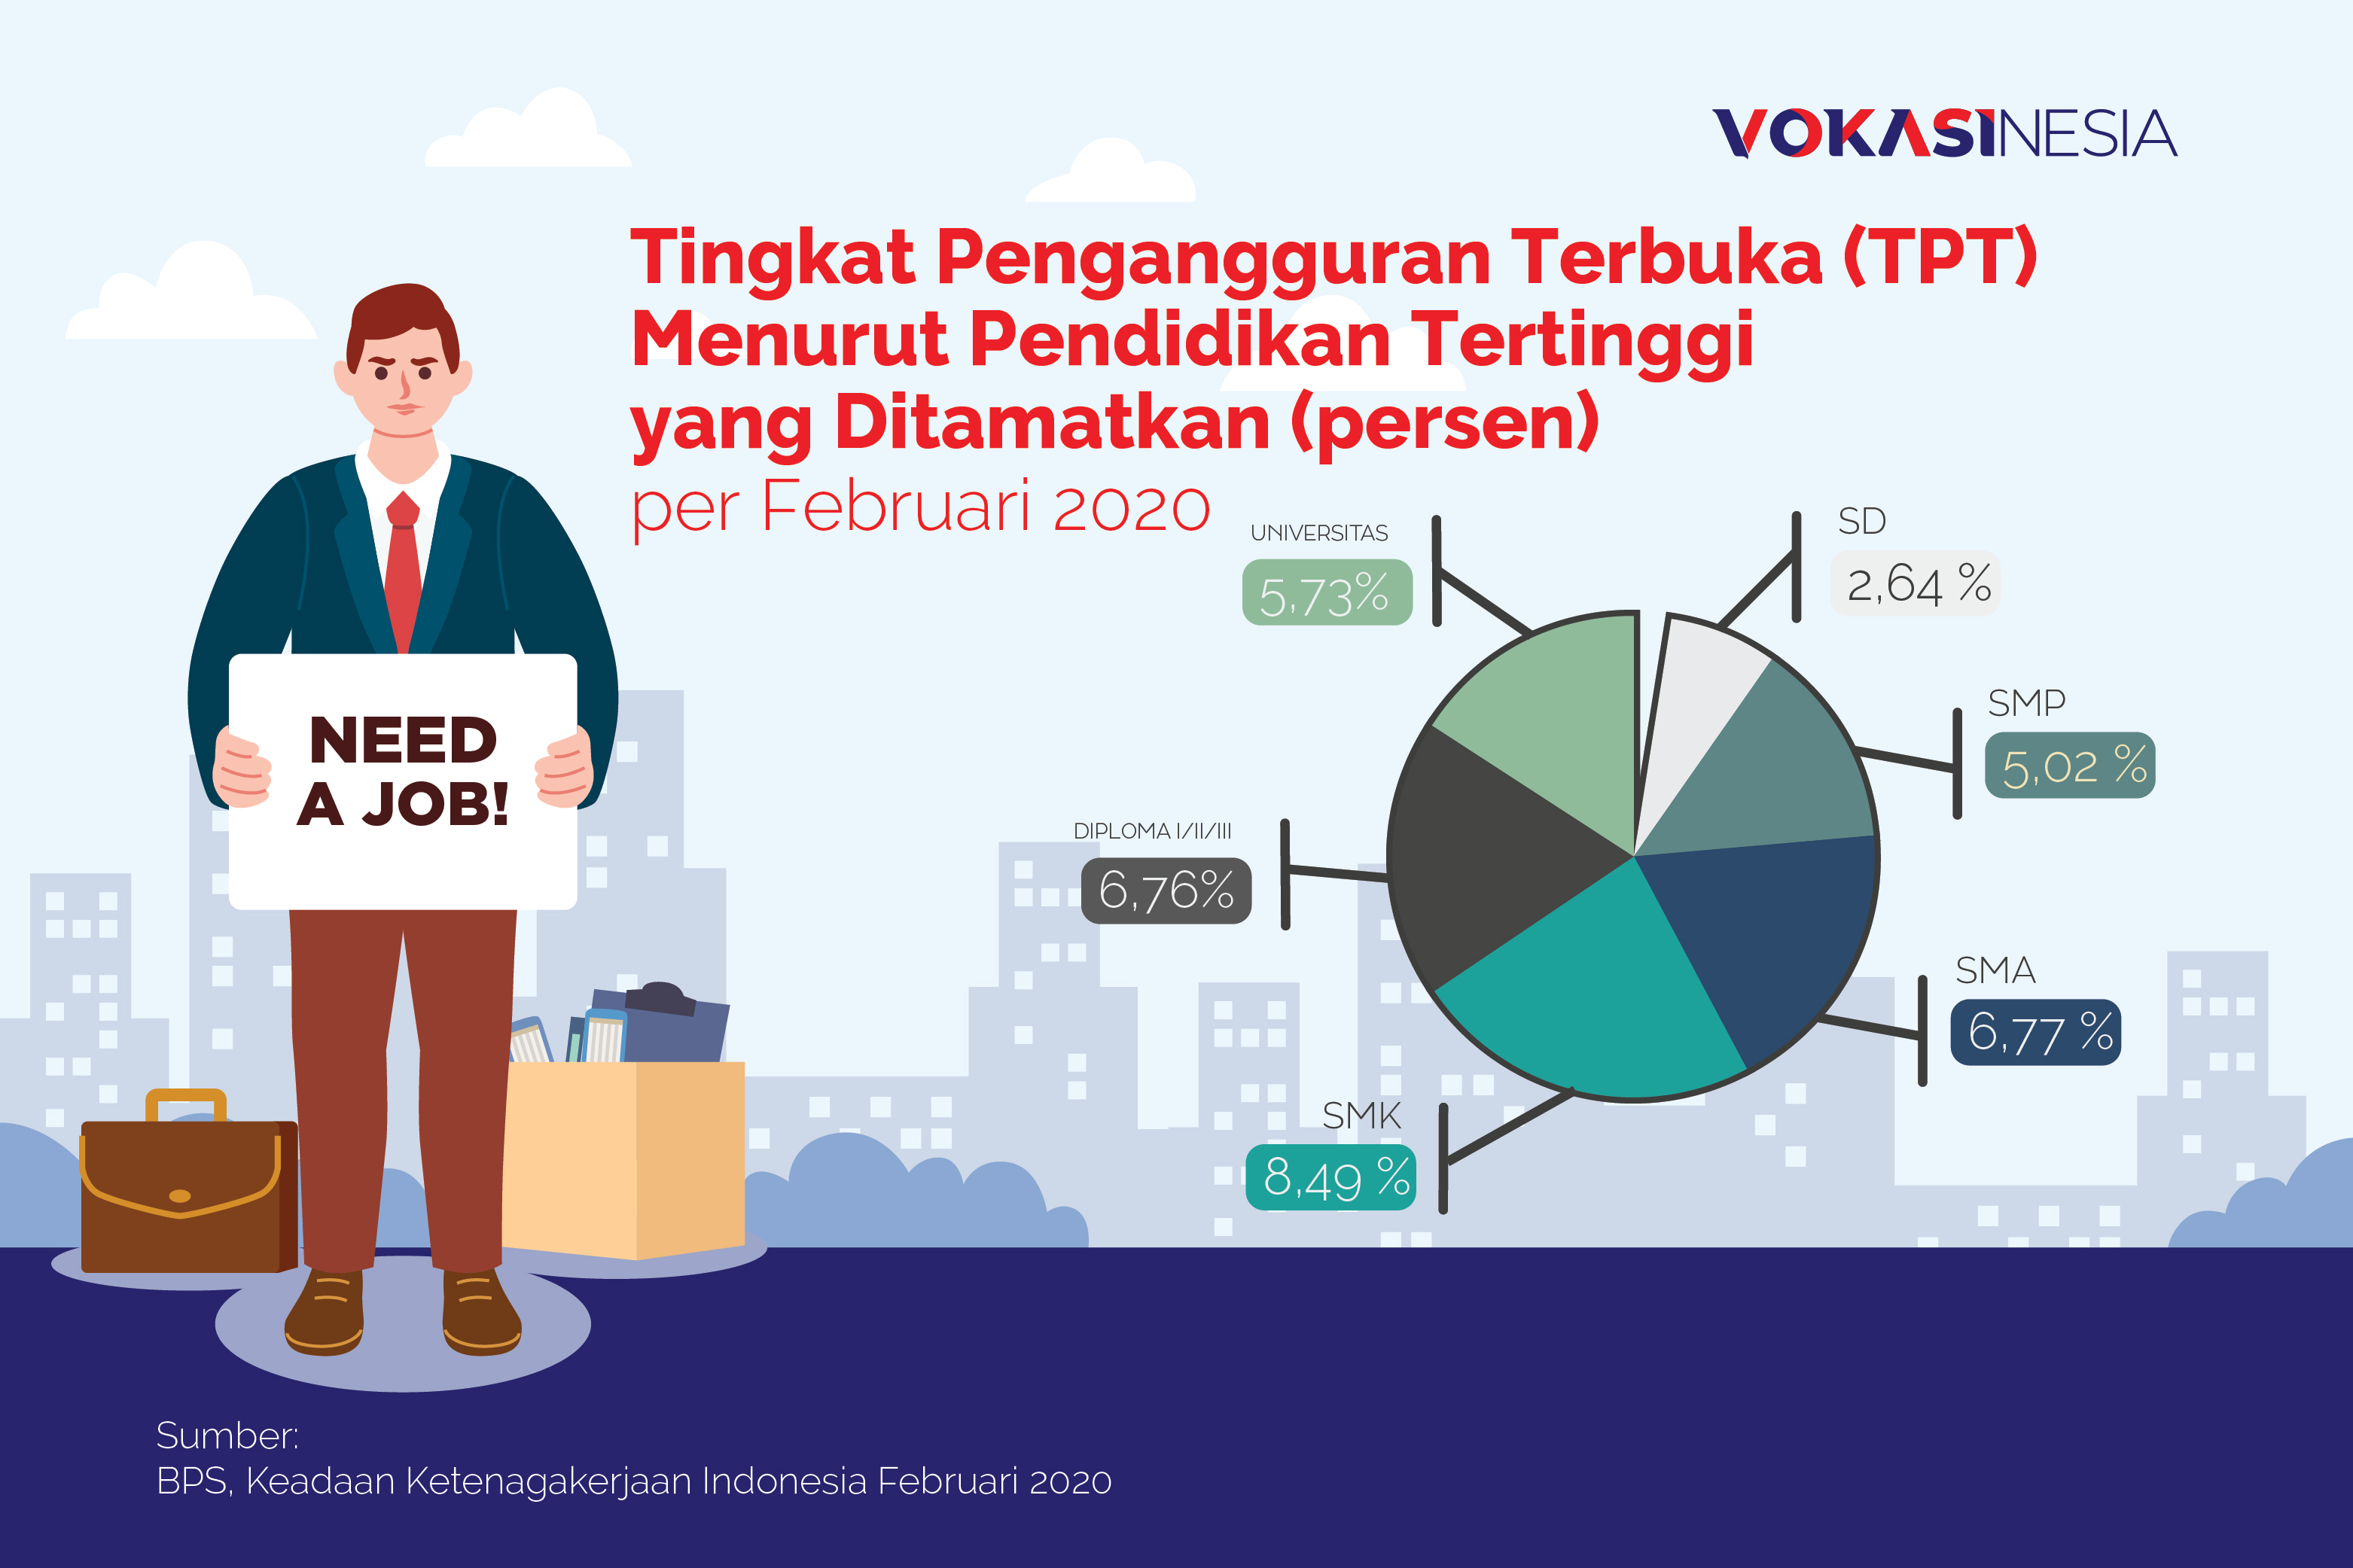 VOKASINESIA
Tingkat Pengangguran Terbuka (TPT)
Menurut Pendidikan Tertinggi
yang Ditamatkan (persen)
per Februari 2020
UNIVERSITAS
5,73%
SD
2,64 %
SMP
5,02 %
DIPLOMA I/II/III
6,76%
SMA
6,77 %
SMK
8,49 %
NEED
A JOB!
Sumber:
BPS, Keadaan Ketenagakerjaan Indonesia Februari 2020